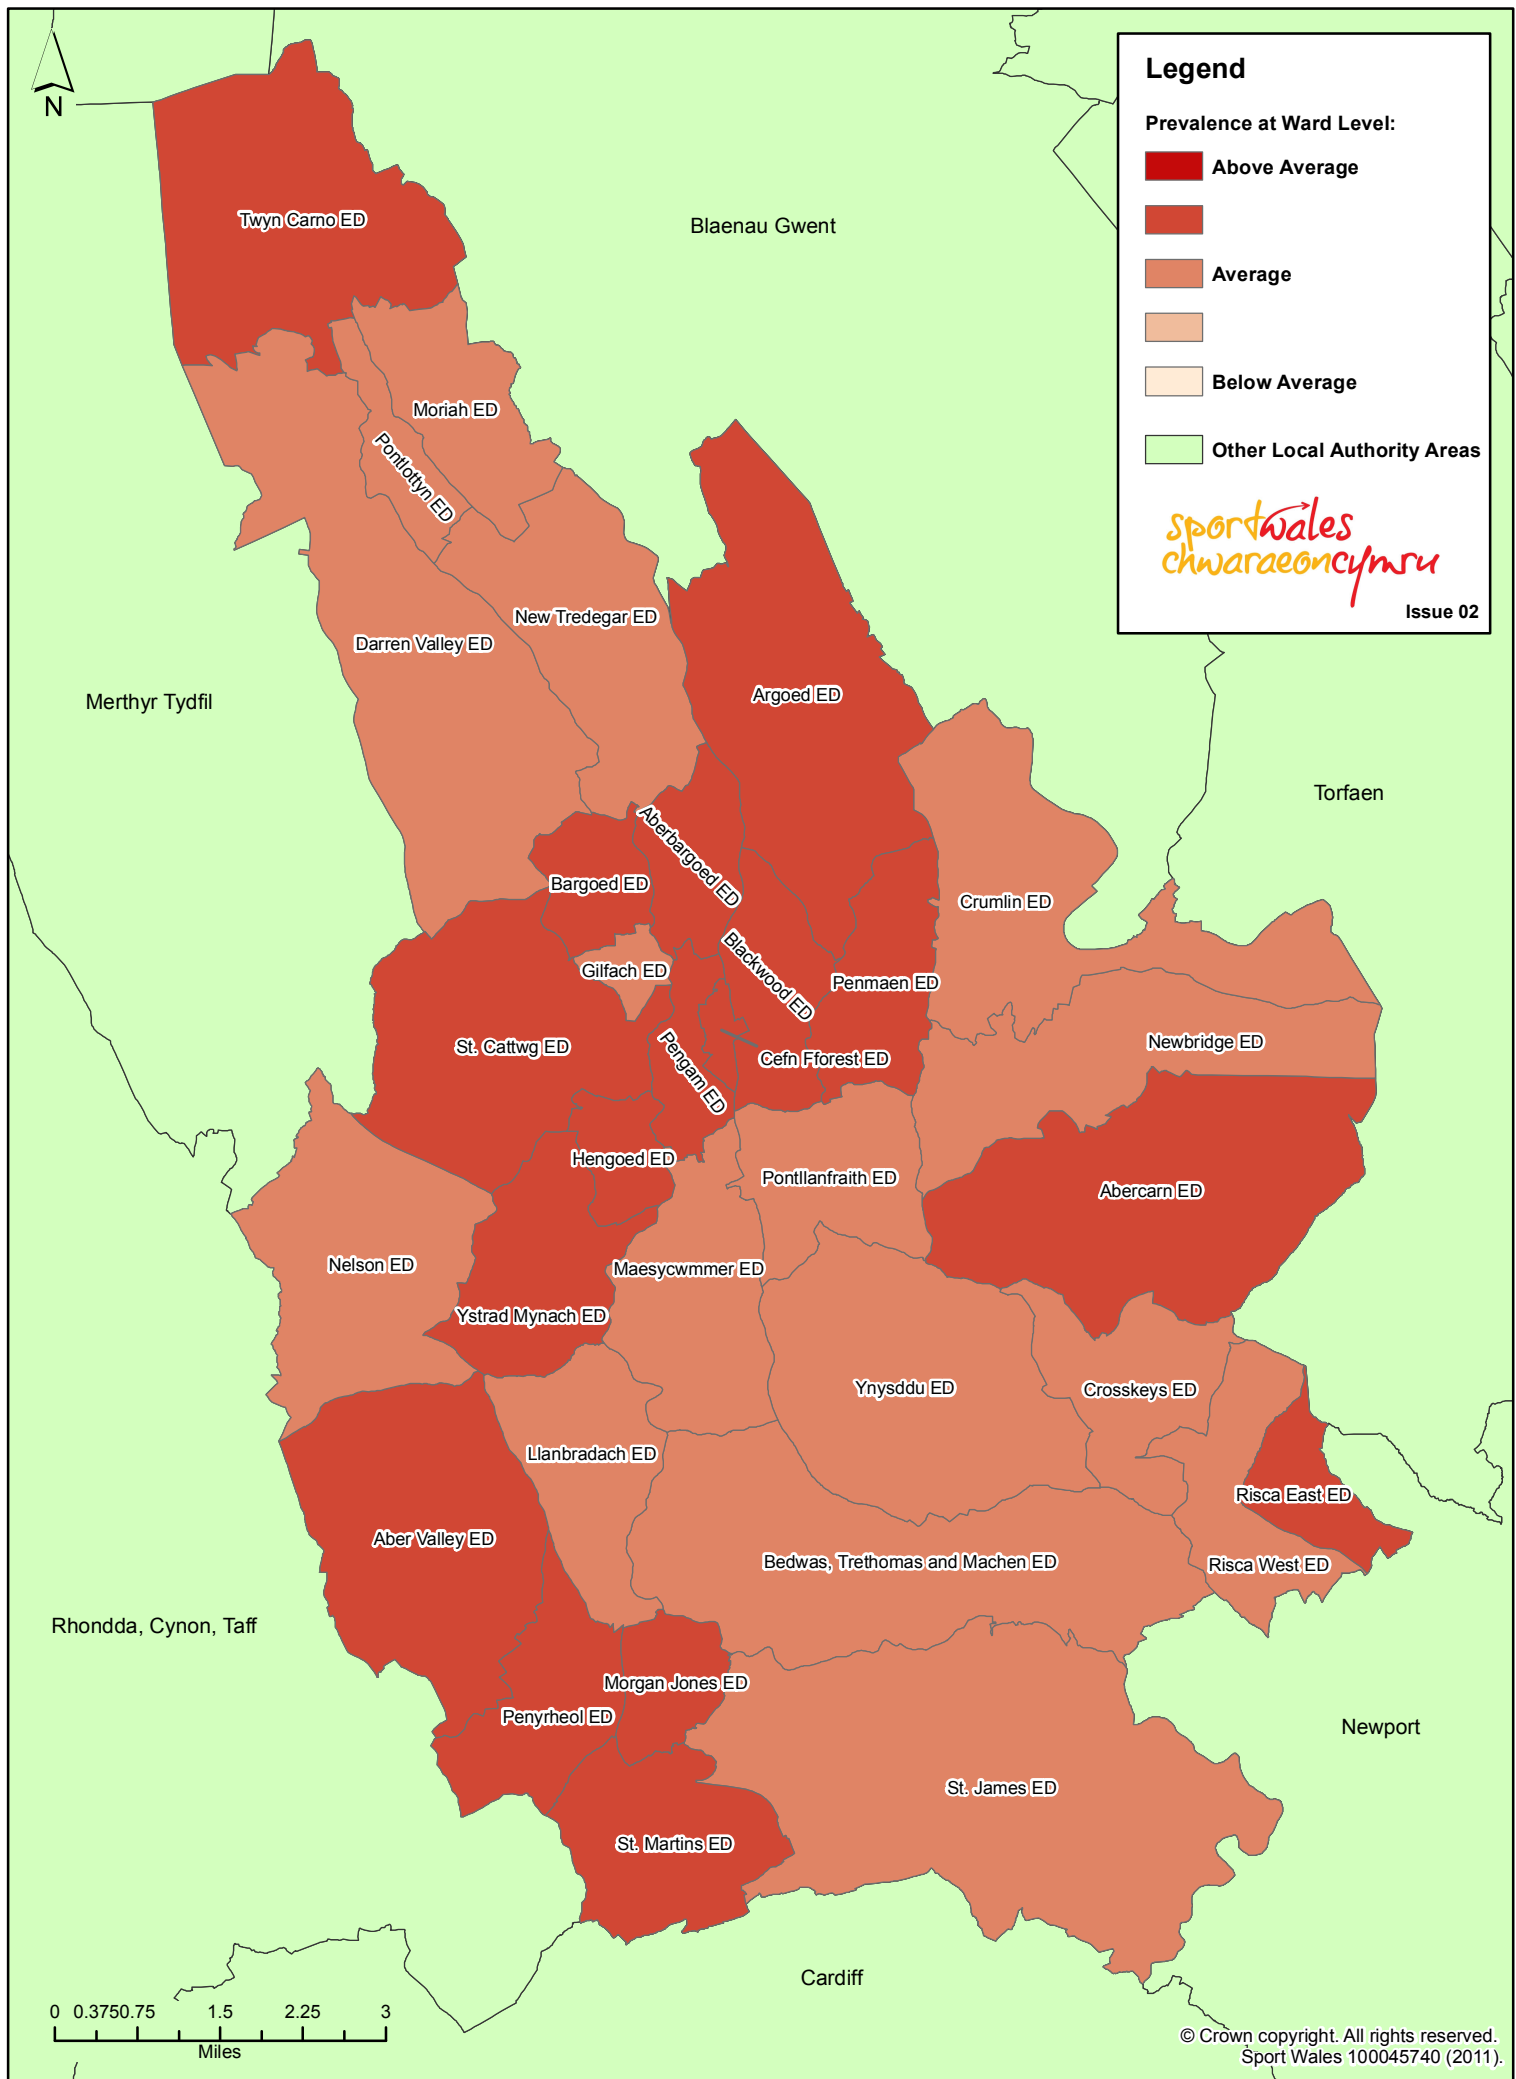 N
Legend
Prevalence at Ward Level:
Above Average
Average
Below Average
Other Local Authority Areas
sportwales
chwaraeoncymru
Issue 02
Twyn Carno ED
Blaenau Gwent
Moriah ED
Pontlottyn ED
New Tredegar ED
Darren Valley ED
Merthyr Tydfil
Argoed ED
Torfaen
Aberbargoed ED
Bargoed ED
Crumlin ED
Gilfach ED
Blackwood ED
Penmaen ED
St. Cattwg ED
Pengam ED
Cefn Fforest ED
Newbridge ED
Hengoed ED
Pontllanfraith ED
Abercarn ED
Nelson ED
Maesycwmmer ED
Ystrad Mynach ED
Ynysddu ED
Crosskeys ED
Llanbradach ED
Risca East ED
Aber Valley ED
Bedwas, Trethomas and Machen ED
Risca West ED
Rhondda, Cynon, Taff
Morgan Jones ED
Penyrheol ED
Newport
St. James ED
St. Martins ED
Cardiff
0 0.375 0.75 1.5 2.25 3
Miles
© Crown copyright. All rights reserved.
Sport Wales 100045740 (2011).